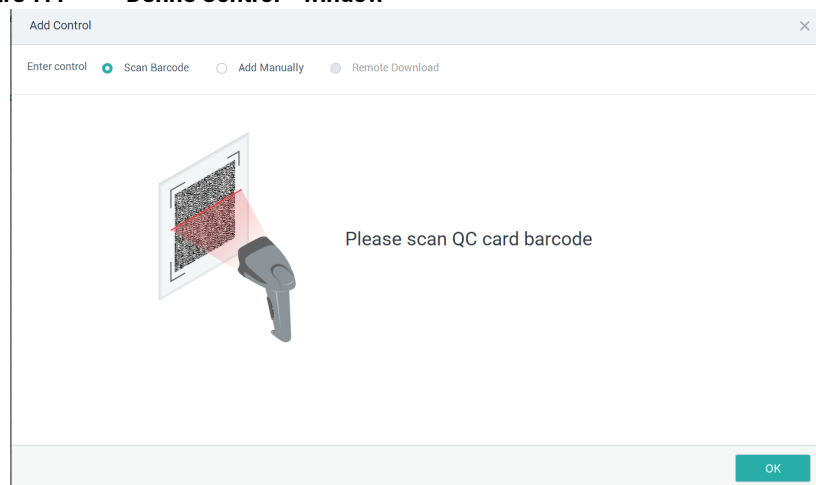 Add Control
Enter control Scan Barcode Add Manually Remote Download
Please scan QC card barcode
OK